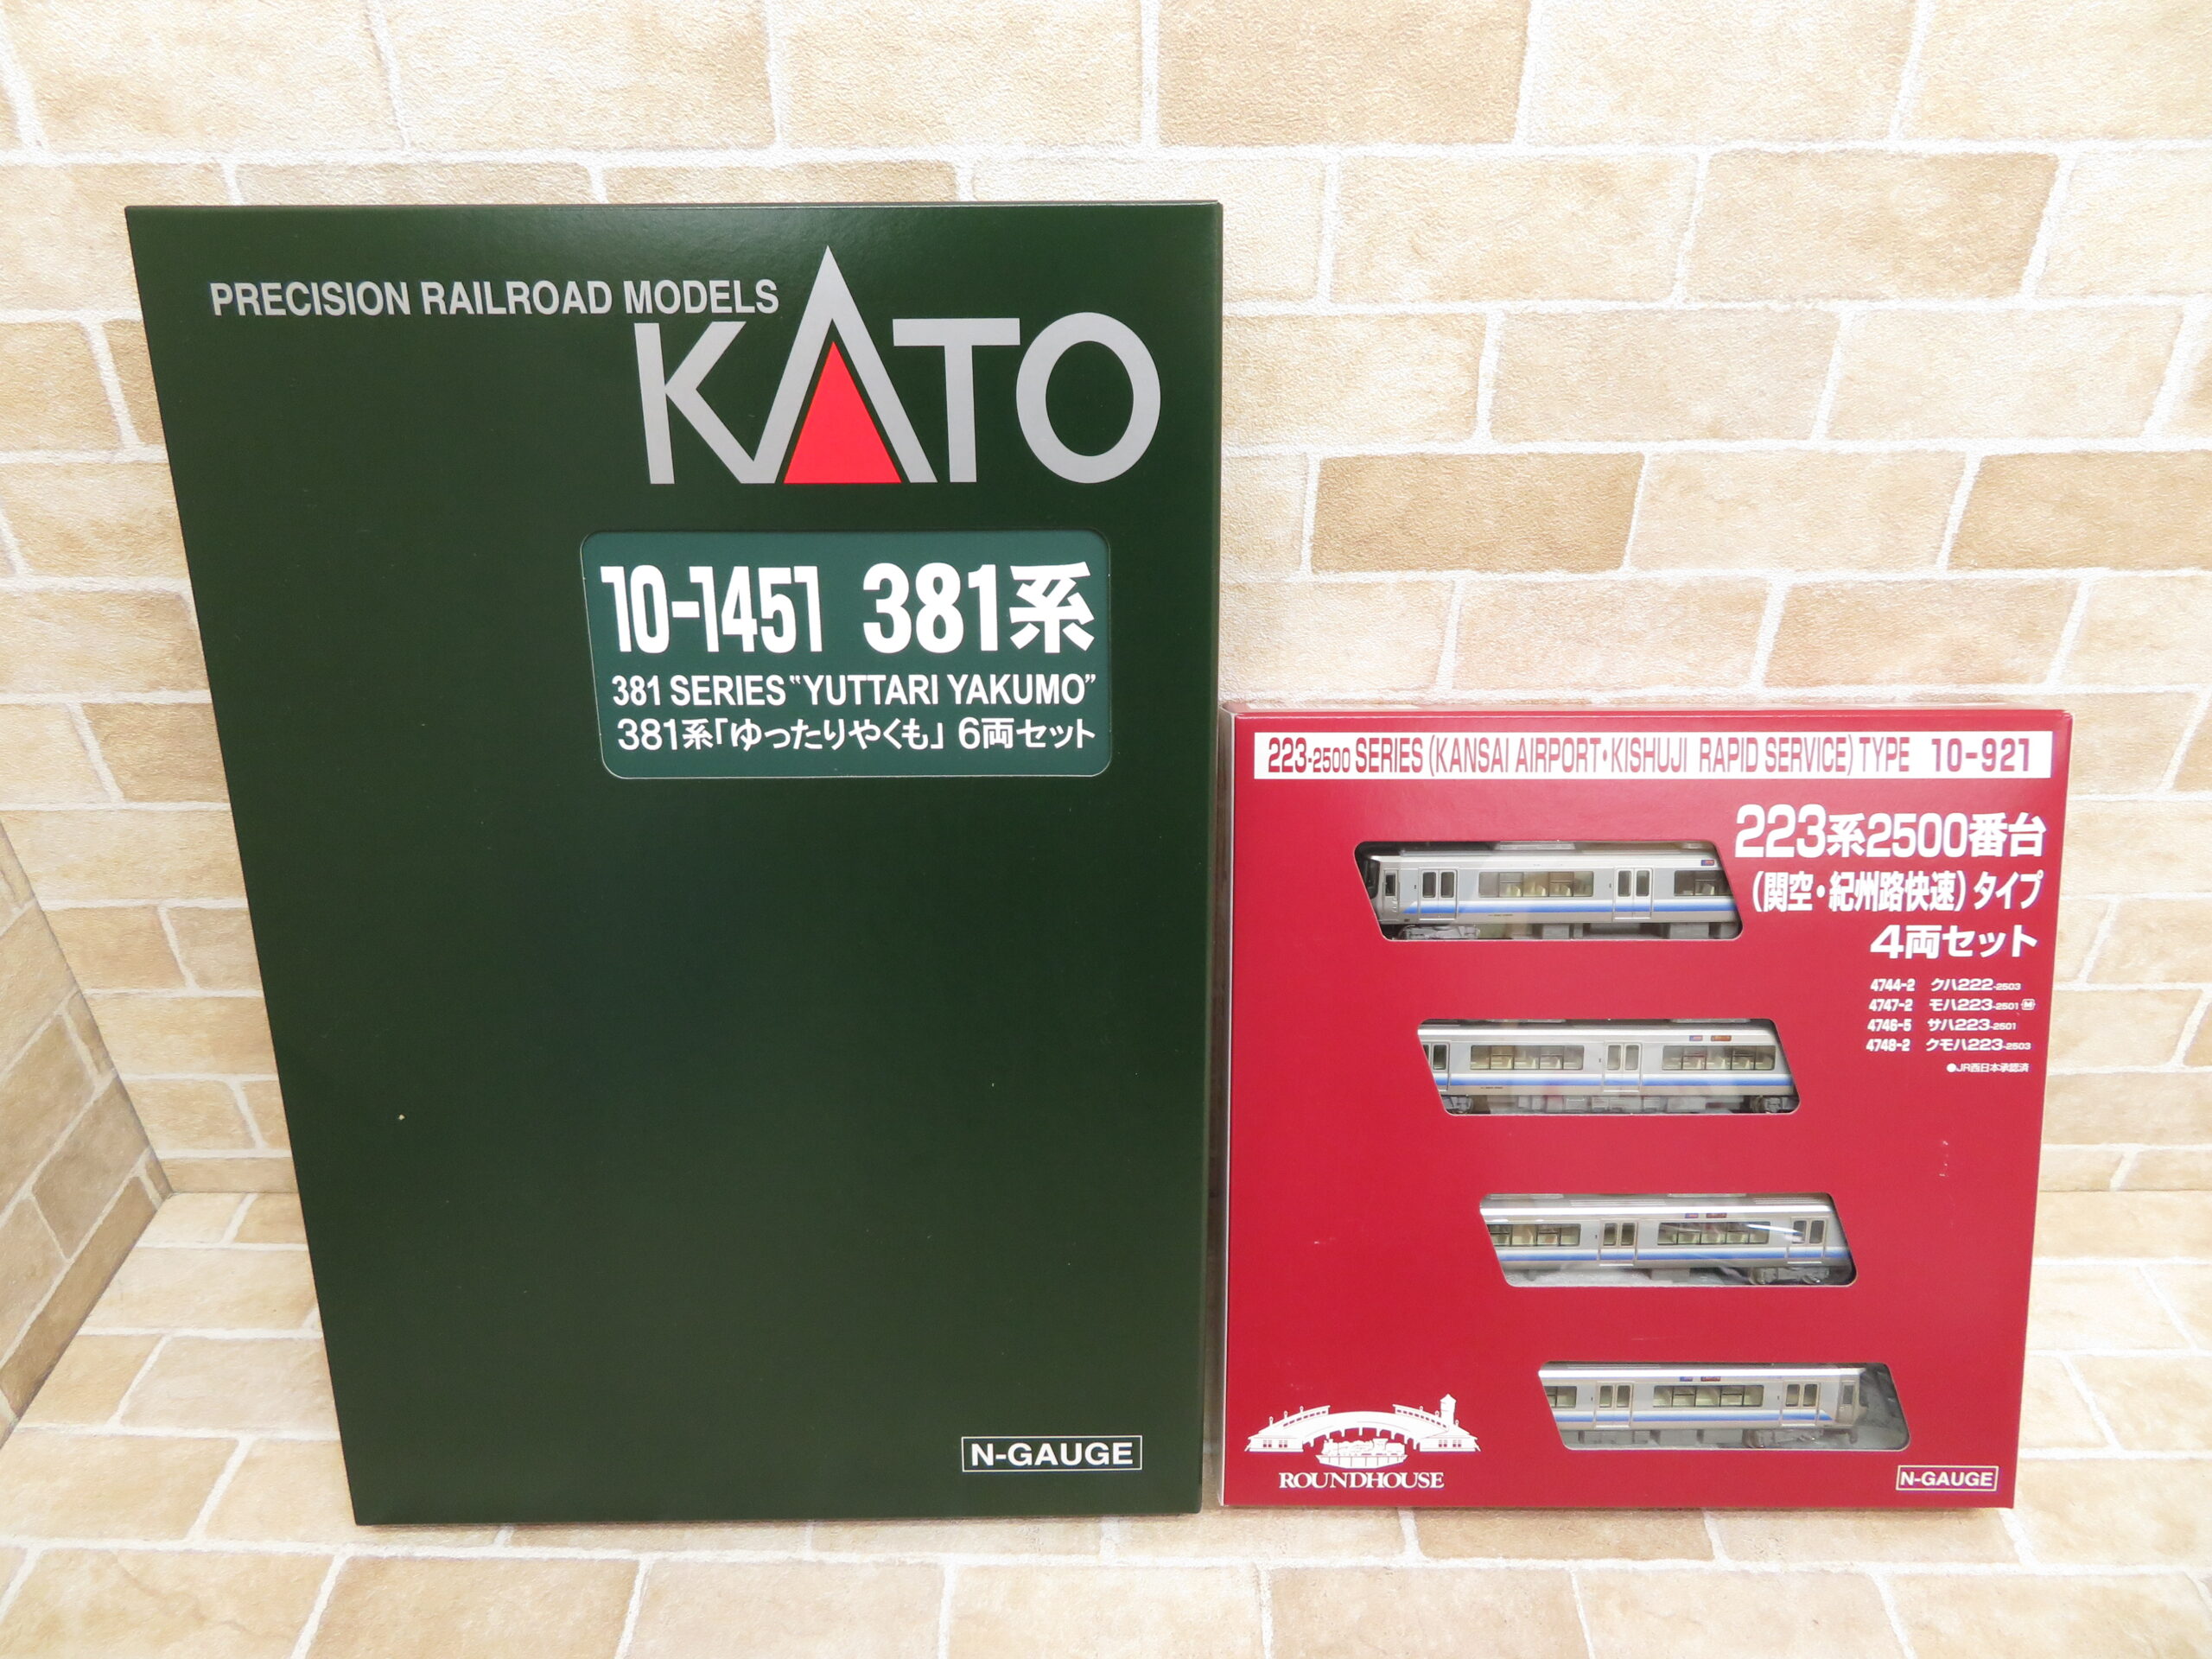 PRECISION RAILROAD MODELS
KATO
10-1451 381系
381 SERIES "YUTTARI YAKUMO"
381系「ゆったりやくも」 6両セット
N-GAUGE
223-2500 SERIES (KANSAI AIRPORT・KISHUJI RAPID SERVICE) TYPE 10-921
223系2500番台
(関空・紀州路快速) タイプ
4両セット
4744-2 クハ222-2503
4747-2 モハ223-2501 M
4746-5 サハ223-2501
4748-2 クモハ223-2503
●JR西日本承認済
ROUNDHOUSE
N-GAUGE